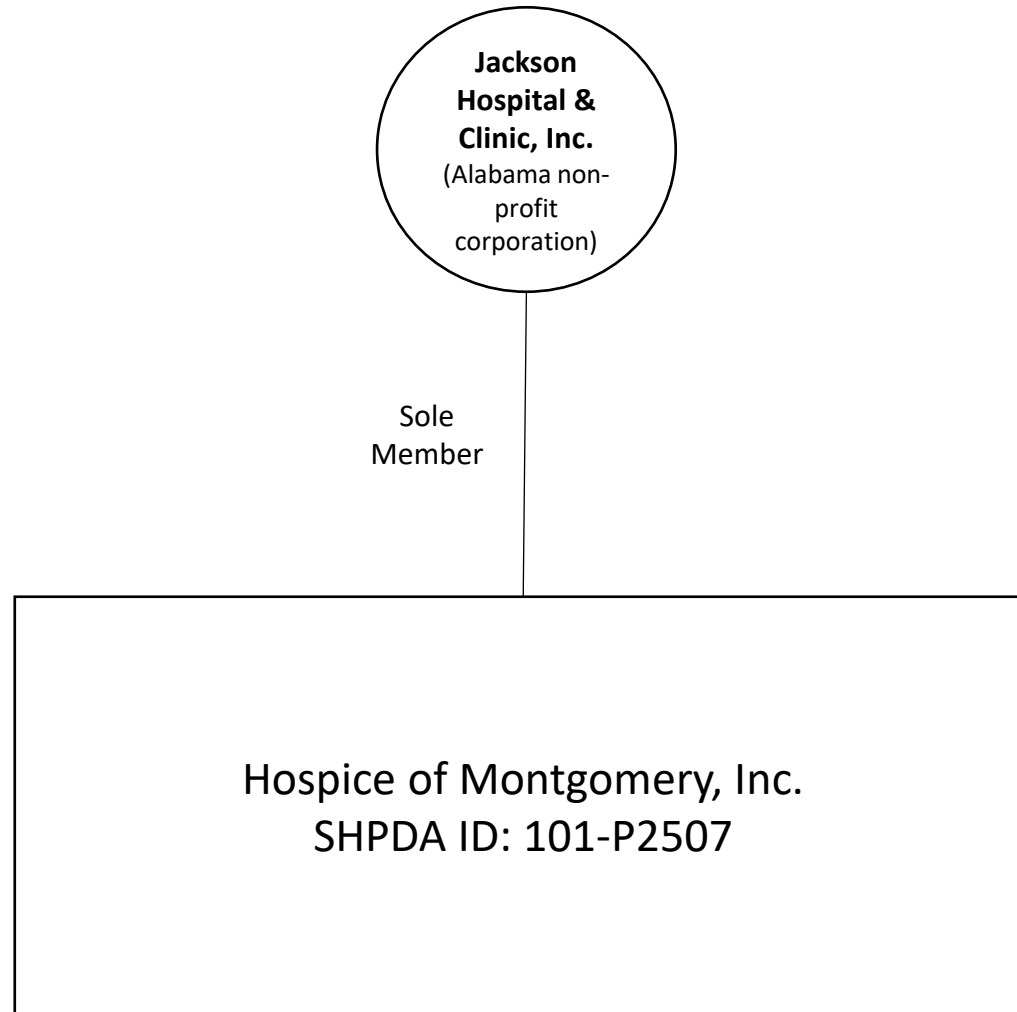 Jackson
Hospital &
Clinic, Inc.
(Alabama non-
profit
corporation)
Sole
Member
Hospice of Montgomery, Inc.
SHPDA ID: 101-P2507